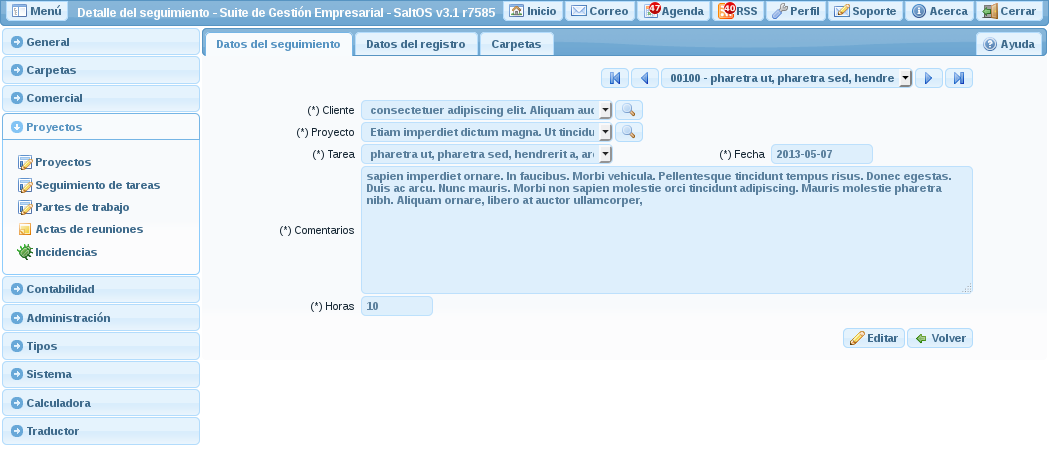 Menú Detalle del seguimiento - Suite de Gestión Empresarial - SaltOS v3.1 r7585 Inicio Correo 47 Agenda 40 RSS Perfil Soporte Acerca Cerrar
General
Carpetas
Comercial
Proyectos
Proyectos
Seguimiento de tareas
Partes de trabajo
Actas de reuniones
Incidencias
Contabilidad
Administración
Tipos
Sistema
Calculadora
Traductor
Datos del seguimiento Datos del registro Carpetas Ayuda
00100 - pharetra ut, pharetra sed, hendre
(*) Cliente consectetuer adipiscing elit. Aliquam auc
(*) Proyecto Etiam imperdiet dictum magna. Ut tincidu
(*) Tarea pharetra ut, pharetra sed, hendrerit a, ar (*) Fecha 2013-05-07
(*) Comentarios
sapien imperdiet ornare. In faucibus. Morbi vehicula. Pellentesque tincidunt tempus risus. Donec egestas.
Duis ac arcu. Nunc mauris. Morbi non sapien molestie orci tincidunt adipiscing. Mauris molestie pharetra
nibh. Aliquam ornare, libero at auctor ullamcorper,
(*) Horas 10
Editar Volver